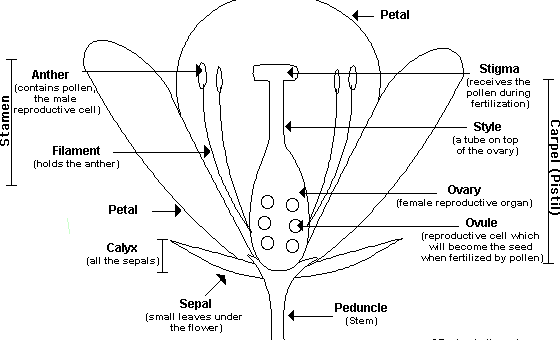 Petal
Anther
(contains pollen,
the male
reproductive cell)
Stamen
Filament
(holds the anther)
Petal
Calyx
(all the sepals)
Sepal
(small leaves under
the flower)
Stigma
(receives the
pollen during
fertilization)
Style
(a tube on top
of the ovary)
Carpel (Pistil)
Ovary
(female reproductive organ)
Ovule
(reproductive cell which
will become the seed
when fertilized by pollen)
Peduncle
(Stem)